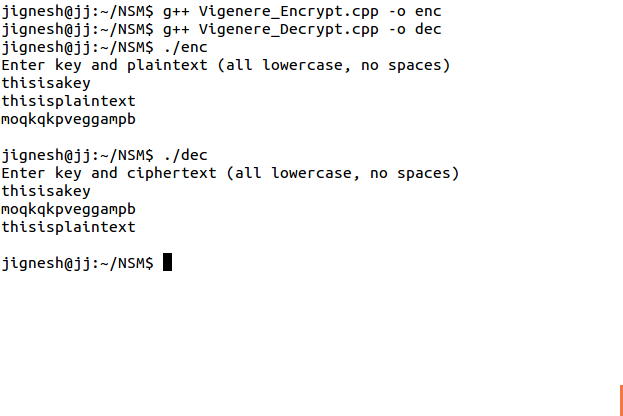 jignesh@jj:~/NSM$ g++ Vigenere_Encrypt.cpp -o enc
jignesh@jj:~/NSM$ g++ Vigenere_Decrypt.cpp -o dec
jignesh@jj:~/NSM$ ./enc
Enter key and plaintext (all lowercase, no spaces)
thisisakey
thisisplaintext
moqkqkpveggampb
jignesh@jj:~/NSM$ ./dec
Enter key and ciphertext (all lowercase, no spaces)
thisisakey
moqkqkpveggampb
thisisplaintext
jignesh@jj:~/NSM$